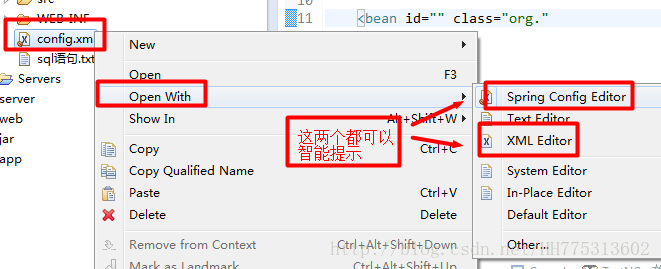 src
WEB-INF
config.xml
sql语句.txt
Servers
server
web
jar
app
10
11 <bean id="" class="org."
New
Open F3
Open With
Show In Alt+Shift+W
Copy Ctrl+C
Copy Qualified Name
Paste Ctrl+V
Delete Delete
Remove from Context Ctrl+Alt+Shift+Down
Mark as Landmark Ctrl+Alt+Shift+Up
这两个都可以
智能提示
Spring Config Editor
Text Editor
XML Editor
System Editor
In-Place Editor
Default Editor
Other...
http://blog.csdn.net/HH775313602